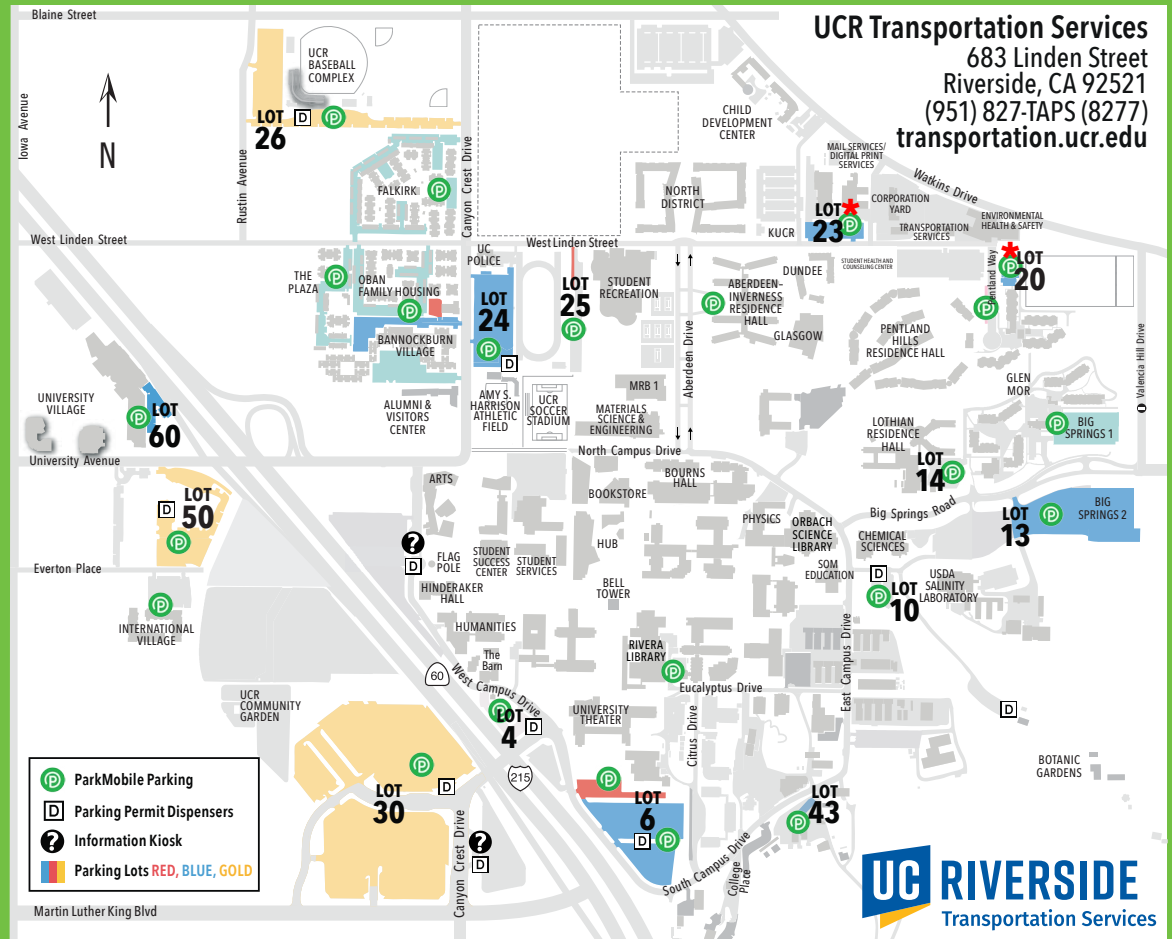 Blaine Street
UCR Transportation Services
683 Linden Street
Riverside, CA 92521
(951) 827-TAPS (8277)
transportation.ucr.edu
Iowa Avenue
N
UCR
BASEBALL
COMPLEX
LOT
26
D
P
Rustin Avenue
Canyon Crest Drive
FALKIRK
P
CHILD
DEVELOPMENT
CENTER
MAIL SERVICES/
DIGITAL PRINT
SERVICES
Watkins Drive
NORTH
DISTRICT
LOT
23
*
P
CORPORATION
YARD
TRANSPORTATION
SERVICES
ENVIRONMENTAL
HEALTH & SAFETY
KUCR
West Linden Street
West Linden Street
UC
POLICE
THE
PLAZA
P
OBAN
FAMILY HOUSING
P
BANNOCKBURN
VILLAGE
LOT
24
P
D
LOT
25
P
STUDENT
RECREATION
Aberdeen Drive
P
ABERDEEN-
INVERNESS
RESIDENCE
HALL
DUNDEE
GLASGOW
STUDENT HEALTH AND
COUNSELING CENTER
PENTLAND
HILLS
RESIDENCE HALL
Pentland Way
*
P
LOT
20
P
Valencia Hill Drive
GLEN
MOR
P
BIG
SPRINGS 1
UNIVERSITY
VILLAGE
P
LOT
60
ALUMNI &
VISITORS
CENTER
AMY S.
HARRISON
ATHLETIC
FIELD
UCR
SOCCER
STADIUM
MRB 1
MATERIALS
SCIENCE &
ENGINEERING
LOTHIAN
RESIDENCE
HALL
LOT
14
P
University Avenue
North Campus Drive
ARTS
BOOKSTORE
BOURNS
HALL
Big Springs Road
LOT
13
P
BIG
SPRINGS 2
LOT
50
D
P
PHYSICS
ORBACH
SCIENCE
LIBRARY
CHEMICAL
SCIENCES
?
D
FLAG
POLE
STUDENT
SUCCESS
CENTER
STUDENT
SERVICES
HUB
Everton Place
HINDERAKER
HALL
BELL
TOWER
SOM
EDUCATION
D
P
LOT
10
USDA
SALINITY
LABORATORY
P
INTERNATIONAL
VILLAGE
HUMANITIES
The
Barn
RIVERA
LIBRARY
P
East Campus Drive
60
West Campus Drive
Eucalyptus Drive
UCR
COMMUNITY
GARDEN
P
LOT
4
D
UNIVERSITY
THEATER
Citrus Drive
D
BOTANIC
GARDENS
P
LOT
30
D
215
P
LOT
6
D
P
LOT
43
P
South Campus Drive
College
Place
Canyon Crest Drive
?
D
P ParkMobile Parking
D Parking Permit Dispensers
? Information Kiosk
Parking Lots RED, BLUE, GOLD
Martin Luther King Blvd
UC RIVERSIDE
Transportation Services